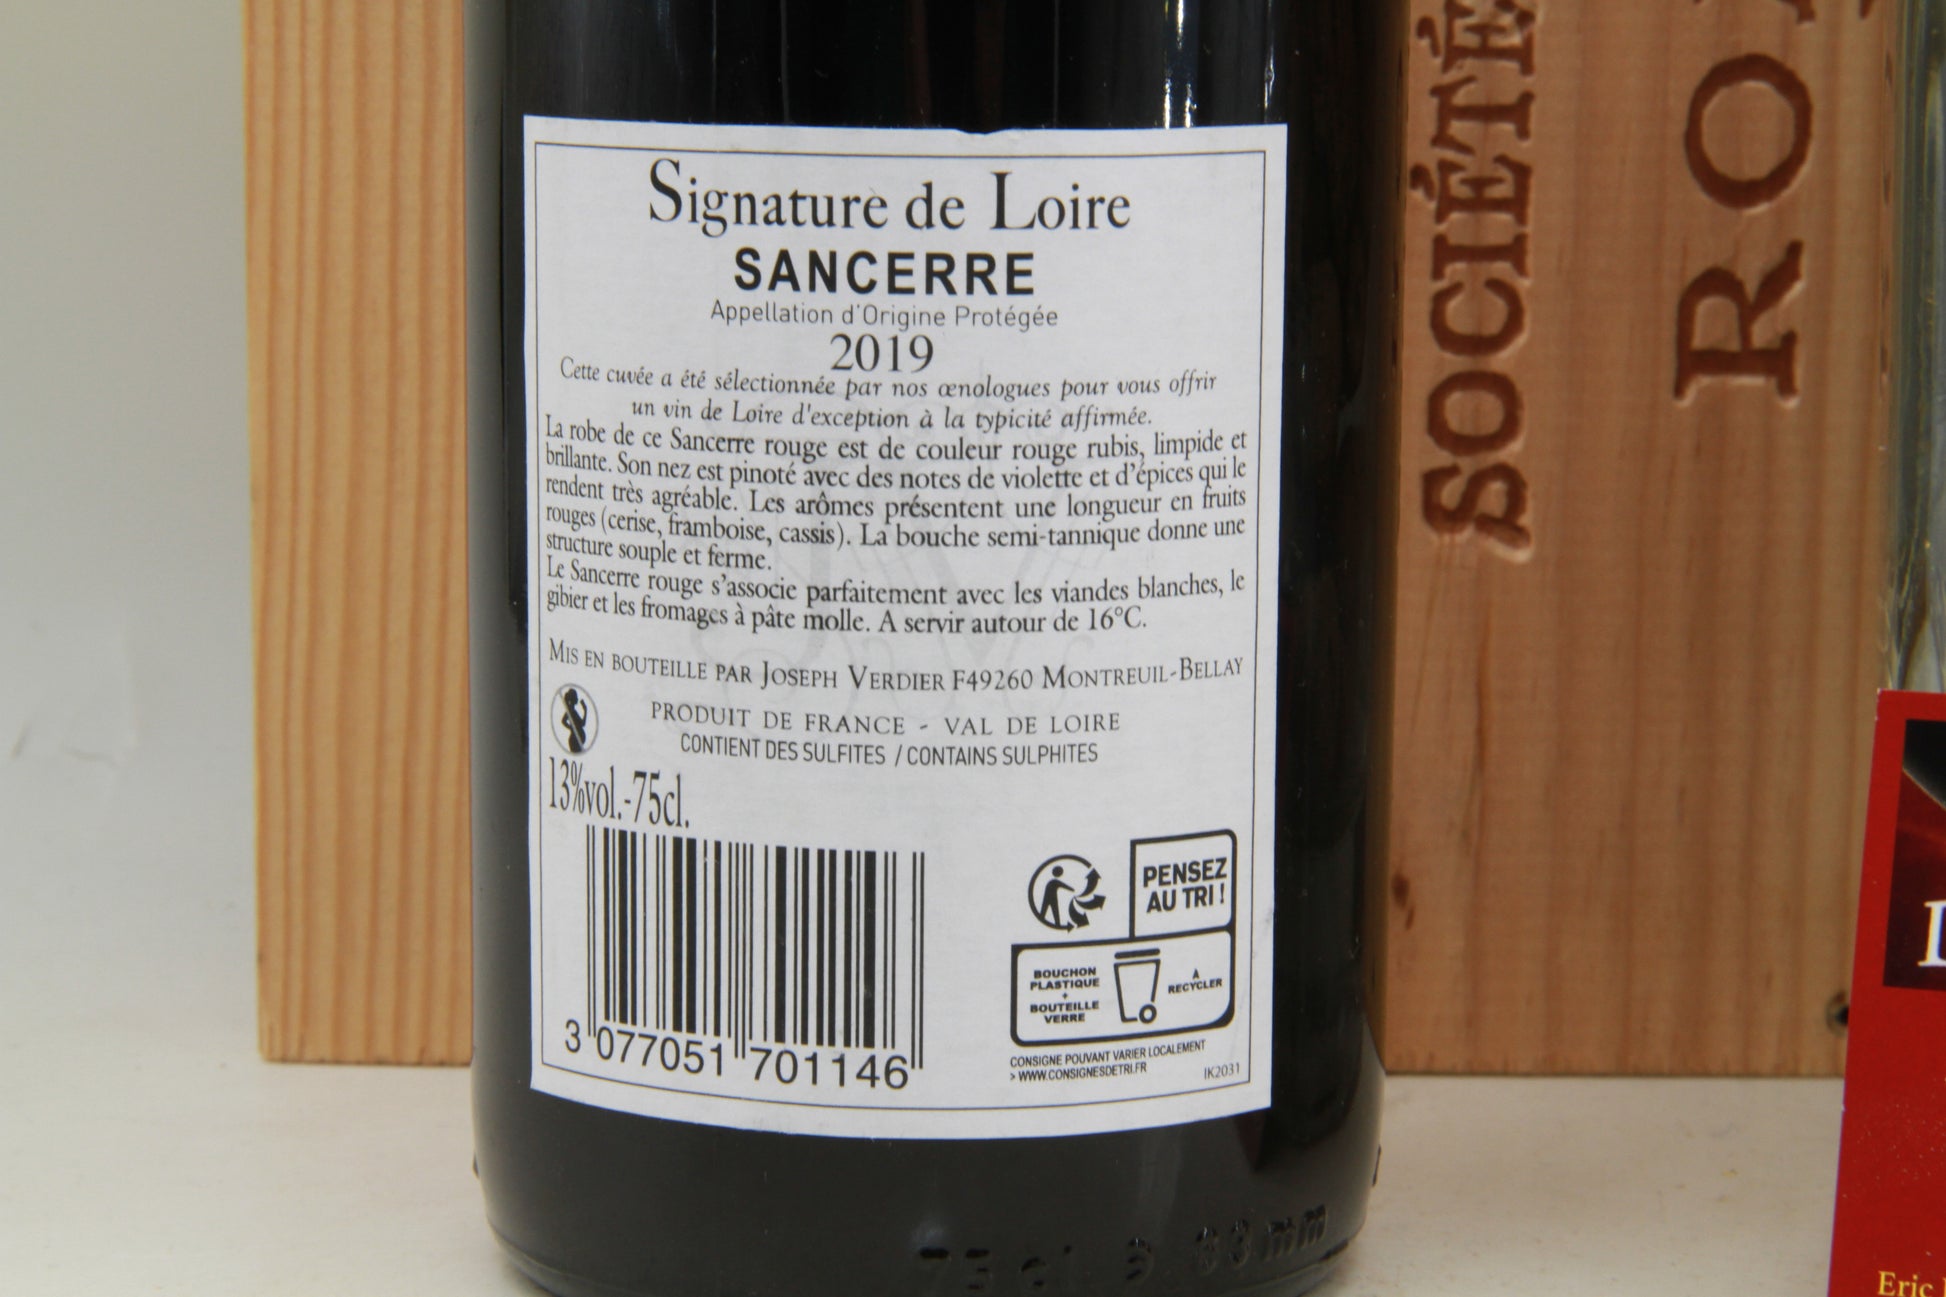 Signature de Loire
SANCERRE
Appellation d'Origine Protégée
2019
Cette cuvée a été sélectionnée par nos œnologues pour vous offrir
un vin de Loire d'exception à la typicité affirmée.
La robe de ce Sancerre rouge est de couleur rouge rubis, limpide et
brillante. Son nez est pinoté avec des notes de violette et d'épices qui le
rendent très agréable. Les arômes présentent une longueur en fruits
rouges (cerise, framboise, cassis). La bouche semi-tannique donne une
structure souple et ferme.
Le Sancerre rouge s'associe parfaitement avec les viandes blanches, le
gibier et les fromages à pâte molle. A servir autour de 16°C.
MIS EN BOUTEILLE PAR JOSEPH VERDIER F49260 MONTREUIL-BELLAY
PRODUIT DE FRANCE - VAL DE LOIRE
CONTIENT DES SULFITES / CONTAINS SULPHITES
13%vol.-75cl.
3 077051 701146
PENSEZ
AU TRI !
BOUCHON
PLASTIQUE
+
BOUTEILLE
VERRE
À
RECYCLER
CONSIGNE POUVANT VARIER LOCALEMENT
> WWW.CONSIGNESDETRI.FR
IK2031
75 cl
63 mm
SOCIÉTÉ
RO
Eric